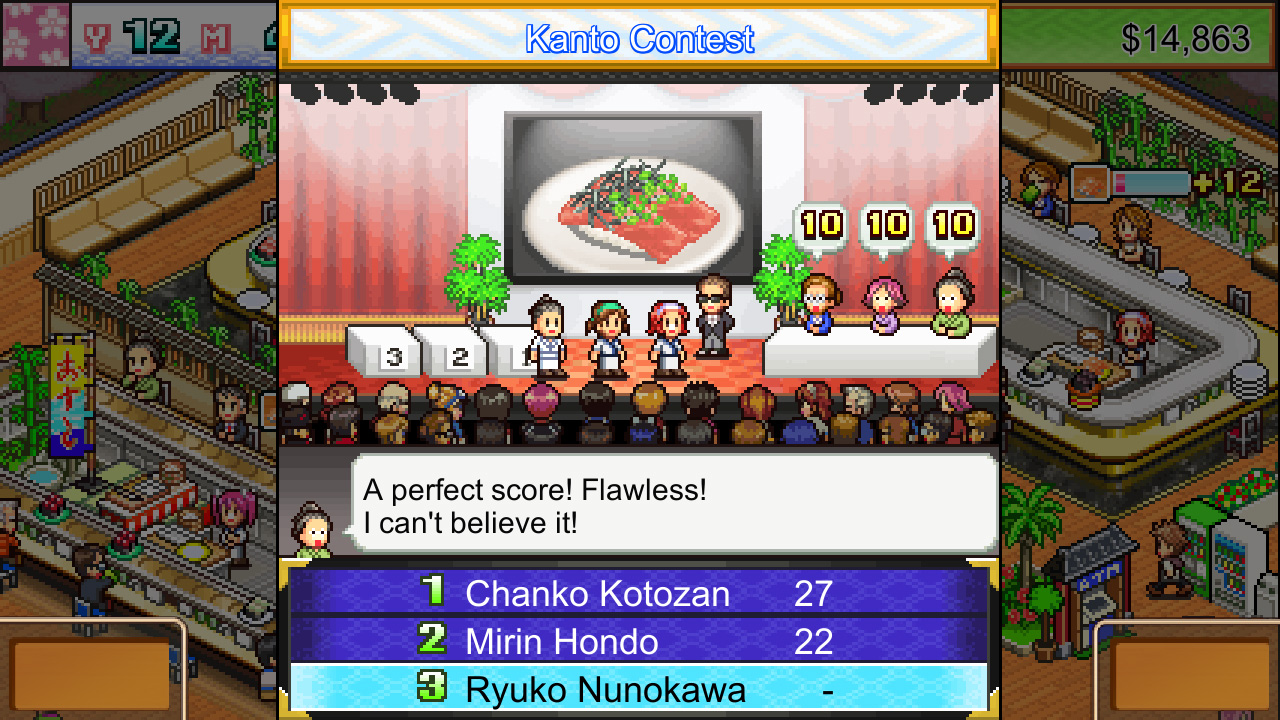 Kanto Contest
Y 12 M
$14,863
+12
10 10 10
3 2 1
A perfect score! Flawless!
I can't believe it!
1 Chanko Kotozan 27
2 Mirin Hondo 22
3 Ryuko Nunokawa -